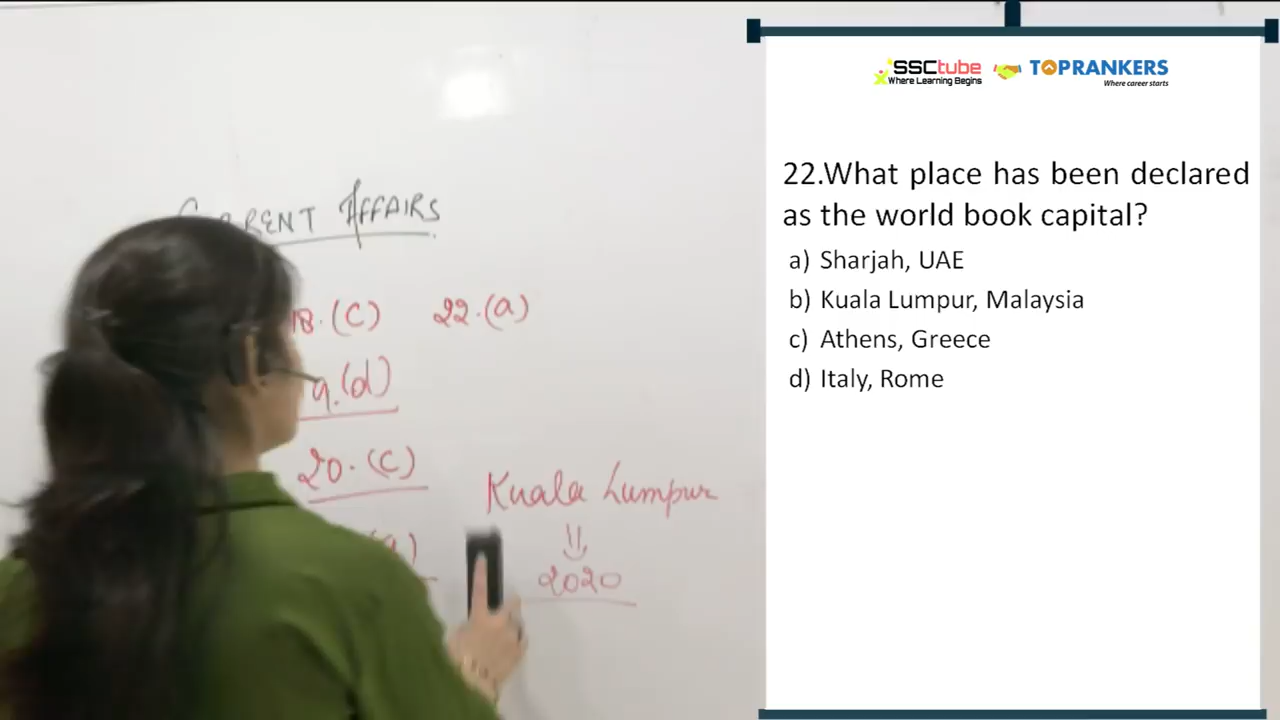 CURRENT AFFAIRS
18. (C) 22. (a)
9. (d)
20. (C)
(a)
Kuala Lumpur
2020
SSCtube
Where Learning Begins
TOPRANKERS
Where career starts
22.What place has been declared
as the world book capital?
a) Sharjah, UAE
b) Kuala Lumpur, Malaysia
c) Athens, Greece
d) Italy, Rome